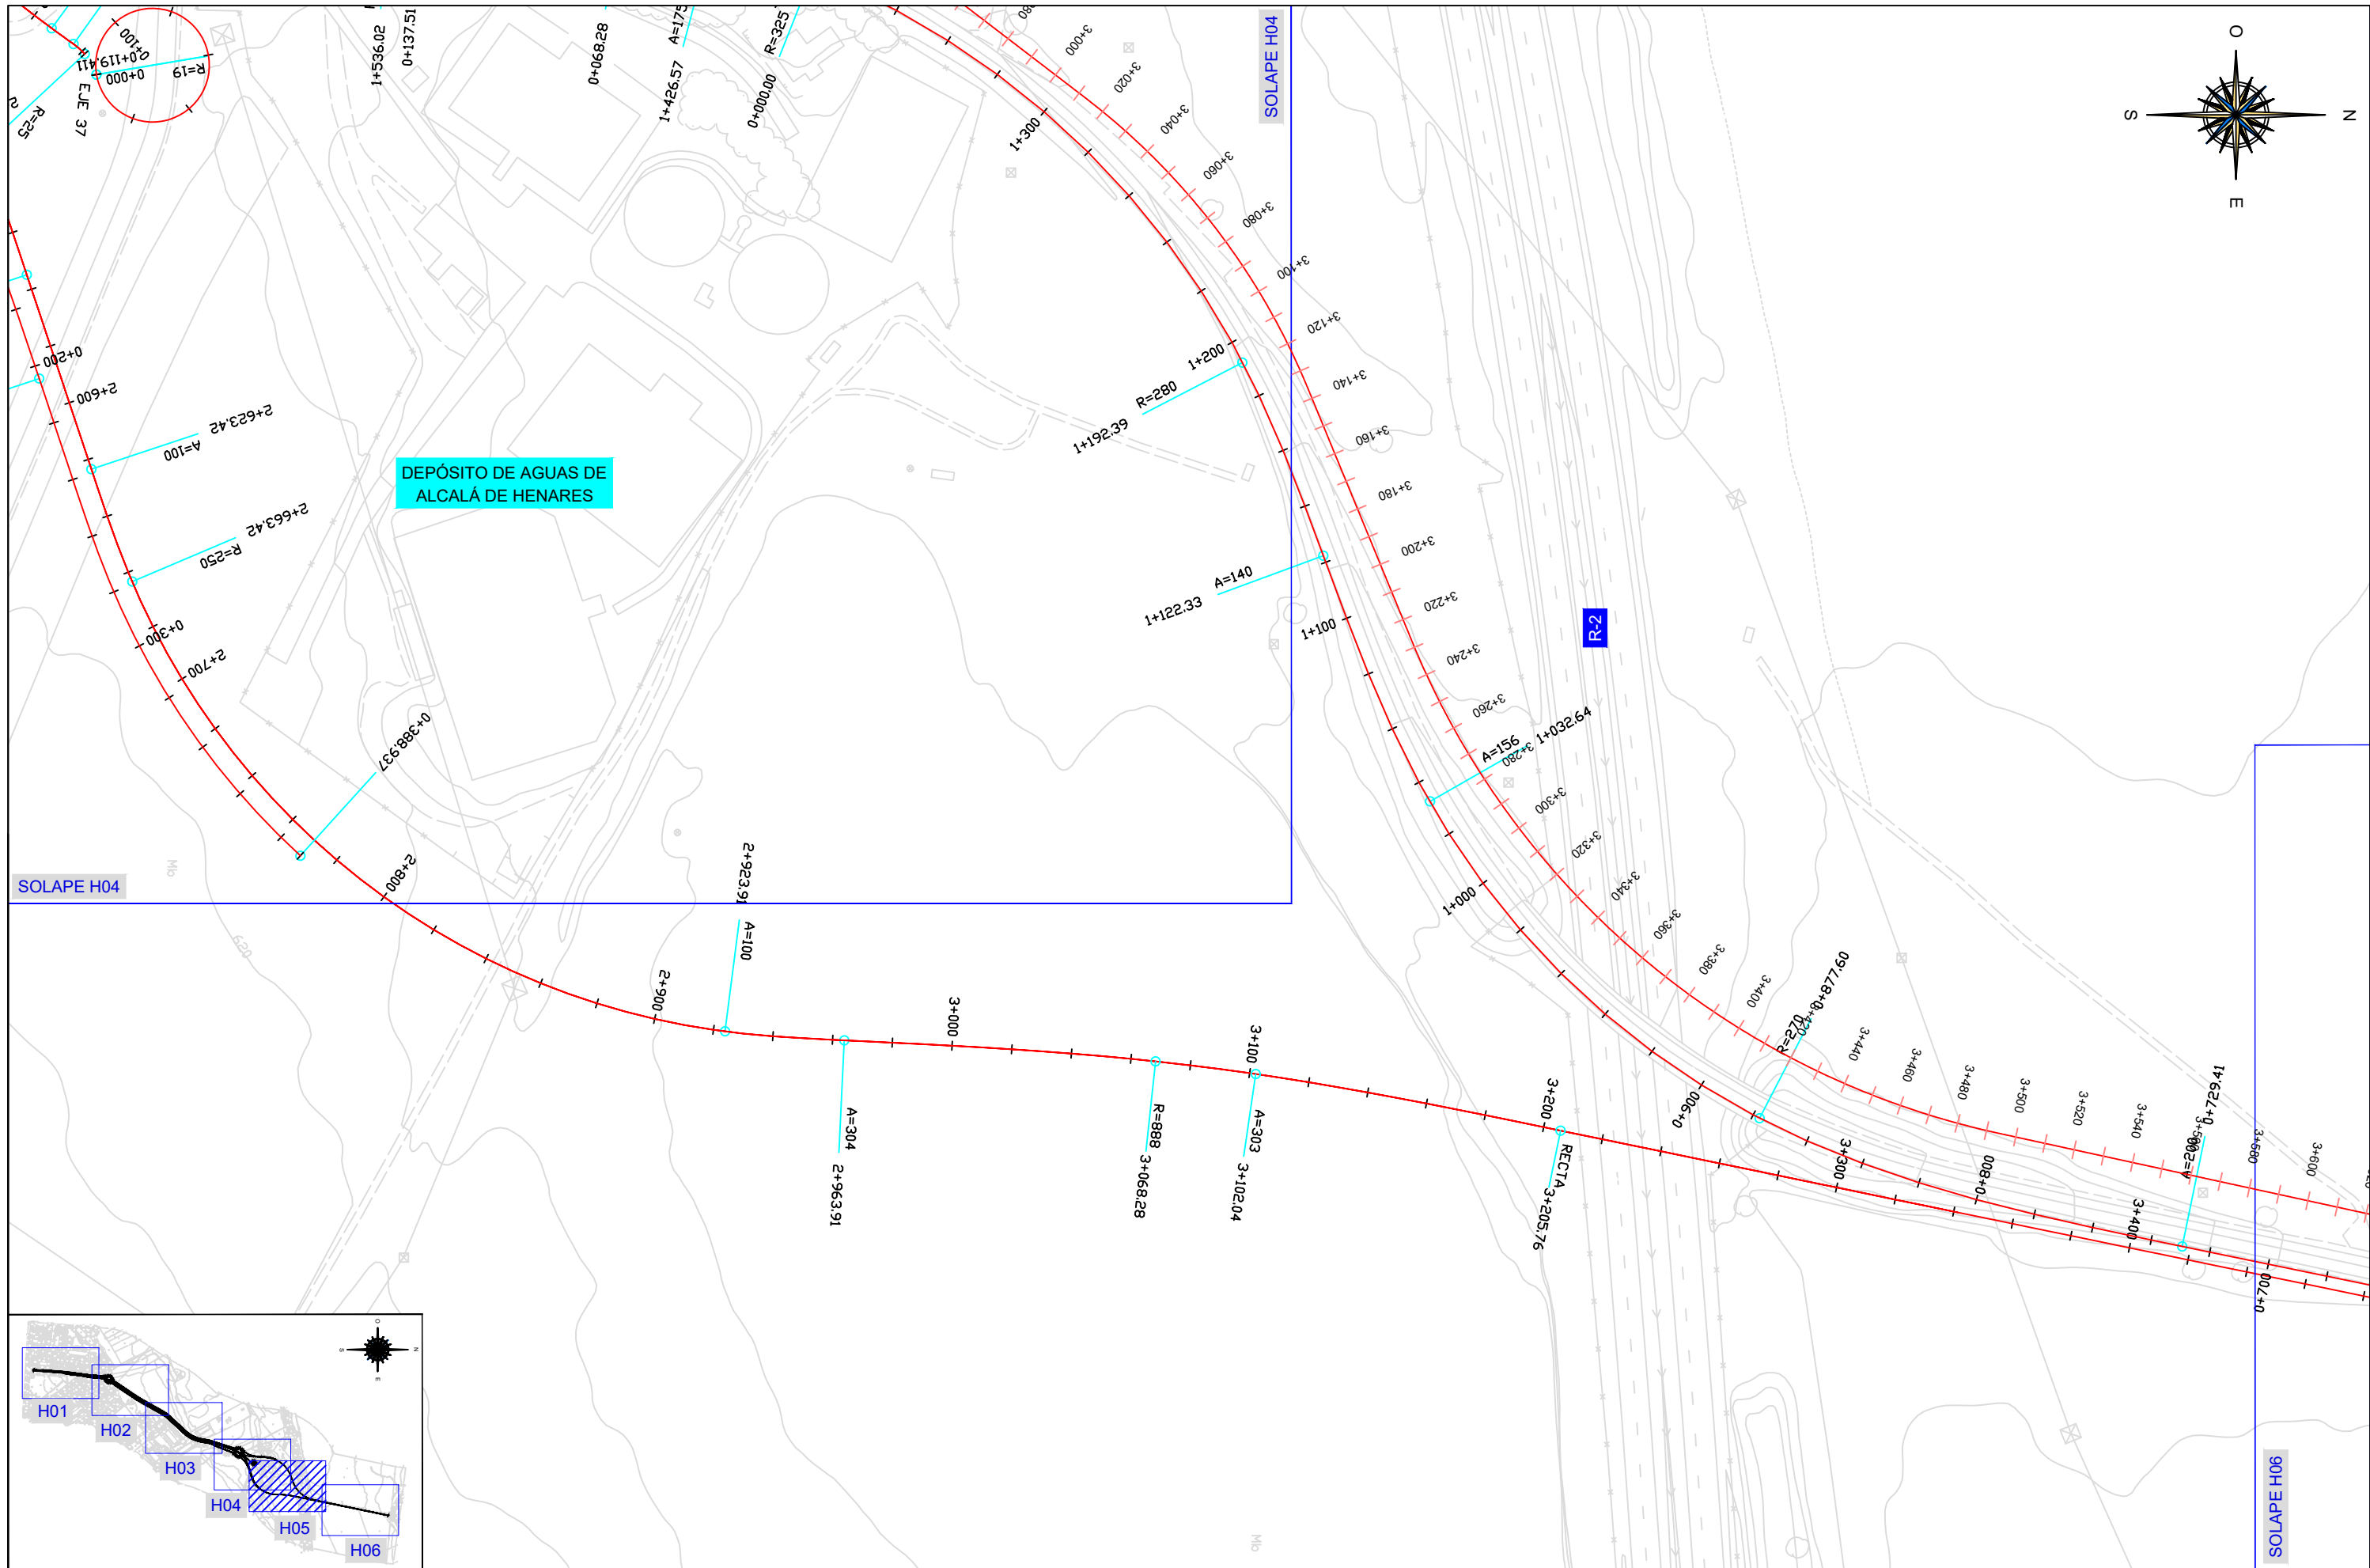 O
N
S
E
SOLAPE H04
0+100
0+119.411
0+000
R=19
EJE 37
R=25
1+536.02
0+137.51
0+068.28
1+426.57
A=175
0+000.00
R=325
1+300
3+000
3+020
3+040
3+060
3+080
3+100
3+120
3+140
3+160
3+180
3+200
3+220
3+240
3+260
3+280
3+300
3+320
3+340
3+360
3+380
3+400
3+420
3+440
3+460
3+480
3+500
3+520
3+540
3+560
3+580
3+600
1+200
R=280
1+192.39
A=140
1+122.33
1+100
A=156
1+032.64
1+000
R-2
R=270
0+877.60
0+900
0+800
A=200
0+729.41
0+700
0+200
2+600
2+623.42
A=100
2+663.42
R=250
0+300
2+700
0+388.937
DEPÓSITO DE AGUAS DE
ALCALÁ DE HENARES
SOLAPE H04
2+800
2+923.91
A=100
2+900
3+000
3+100
A=304
2+963.91
R=888
3+068.28
A=303
3+102.04
3+200
RECTA
3+205.76
3+300
3+400
620
Mb
Mb
SOLAPE H06
O
N
S
E
H01
H02
H03
H04
H05
H06